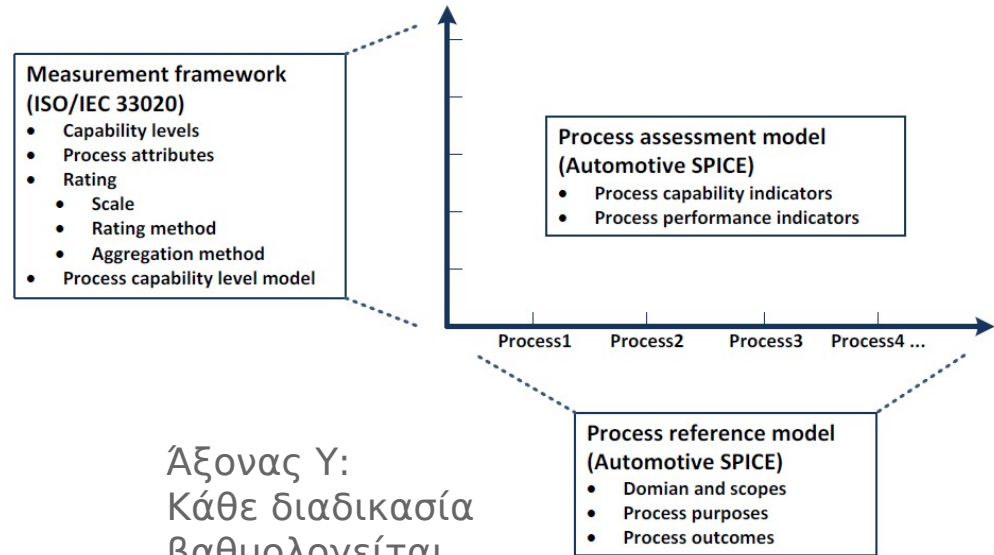 Measurement framework
(ISO/IEC 33020)
• Capability levels
• Process attributes
• Rating
• Scale
• Rating method
• Aggregation method
• Process capability level model
Process assessment model
(Automotive SPICE)
• Process capability indicators
• Process performance indicators
Process1 Process2 Process3 Process4 ...
Process reference model
(Automotive SPICE)
• Domian and scopes
• Process purposes
• Process outcomes
Άξονας Υ:
Κάθε διαδικασία
βαθμολογείται